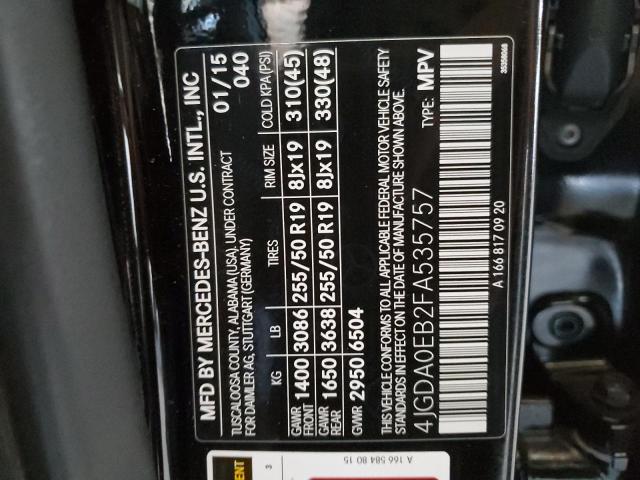 MFD BY MERCEDES-BENZ U.S. INTL., INC
TUSCALOOSA COUNTY, ALABAMA (USA), UNDER CONTRACT 01/15
FOR DAIMLER AG, STUTTGART (GERMANY) 040
KG LB TIRES RIM SIZE COLD KPA (PSI)
GAWR FRONT 1400 3086 255/50 R19 8Jx19 310(45)
GAWR REAR 1650 3638 255/50 R19 8Jx19 330(48)
GVWR 2950 6504
THIS VEHICLE CONFORMS TO ALL APPLICABLE FEDERAL MOTOR VEHICLE SAFETY
STANDARDS IN EFFECT ON THE DATE OF MANUFACTURE SHOWN ABOVE.
4JGDA0EB2FA535757 TYPE: MPV
A 166 817 09 20
A 166 584 80 15
3